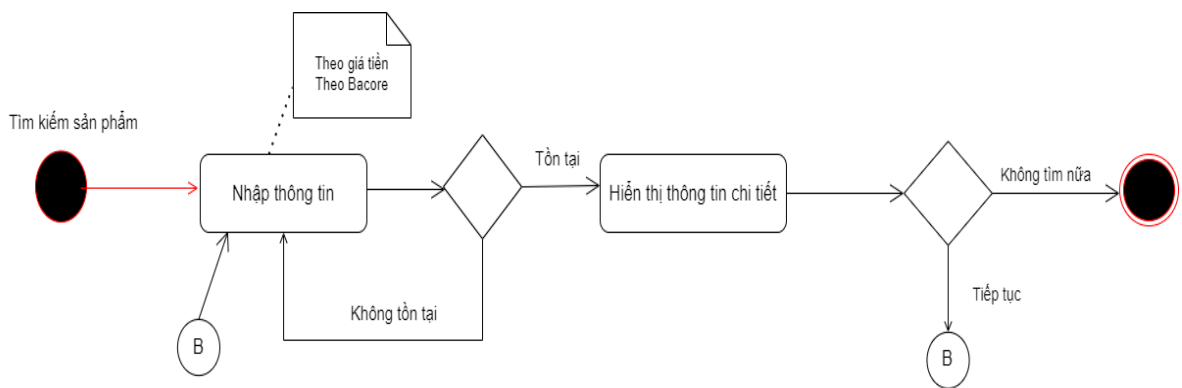 Theo giá tiền
Theo Bacore
Tìm kiếm sản phẩm
Nhập thông tin
Tồn tại
Hiển thị thông tin chi tiết
Không tìm nữa
Không tồn tại
Tiếp tục
B
B